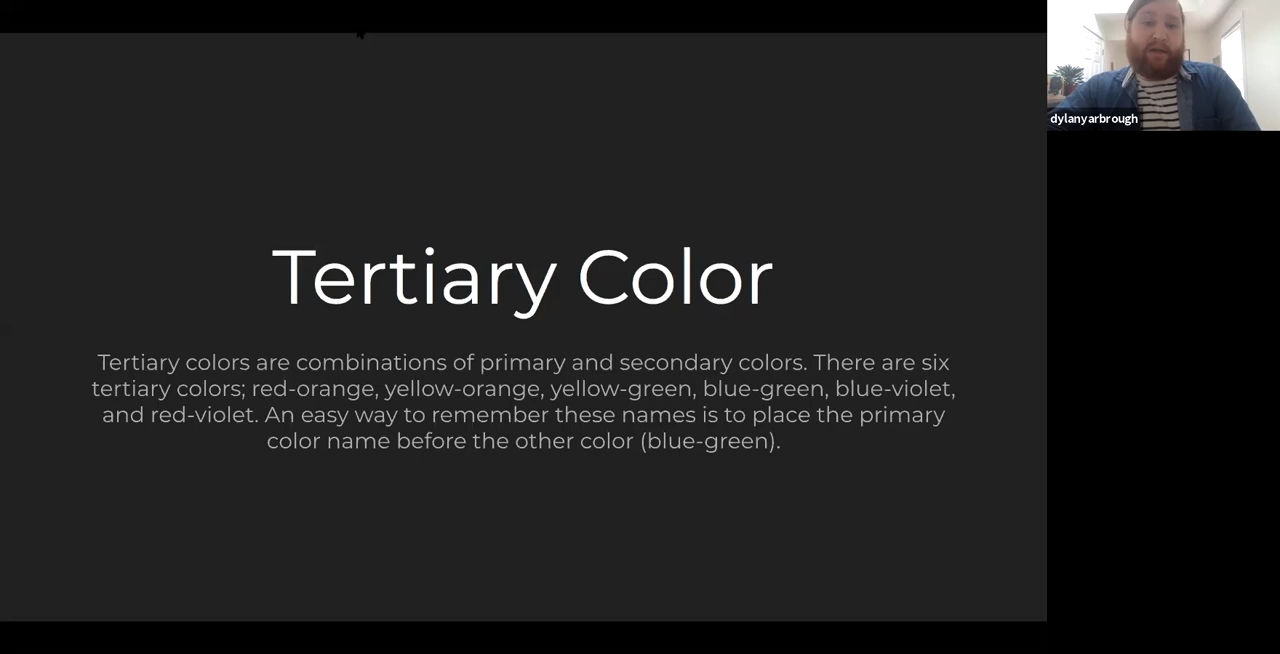 Tertiary Color
Tertiary colors are combinations of primary and secondary colors. There are six
tertiary colors; red-orange, yellow-orange, yellow-green, blue-green, blue-violet,
and red-violet. An easy way to remember these names is to place the primary
color name before the other color (blue-green).
dylanyarbrough